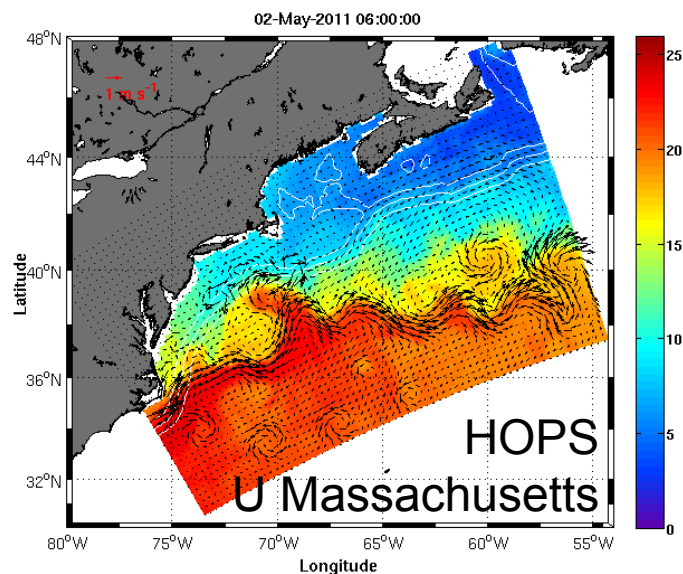 02-May-2011 06:00:00
48°N
44°N
40°N
36°N
32°N
Latitude
1 m s⁻¹
HOPS
U Massachusetts
80°W
75°W
70°W
65°W
60°W
55°W
Longitude
25
20
15
10
5
0